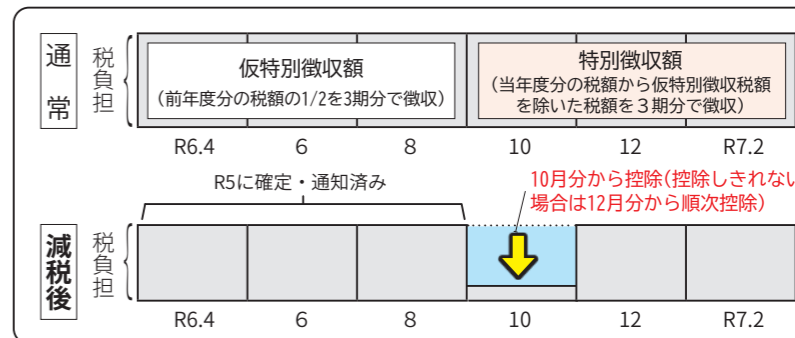 通常
税負担
仮特別徴収額
(前年度分の税額の1/2を3期分で徴収)
特別徴収額
(当年度分の税額から仮特別徴収税額
を除いた税額を３期分で徴収)
R6.4 6 8 10 12 R7.2
R5に確定・通知済み
10月分から控除(控除しきれない
場合は12月分から順次控除)
減税後
税負担
R6.4 6 8 10 12 R7.2